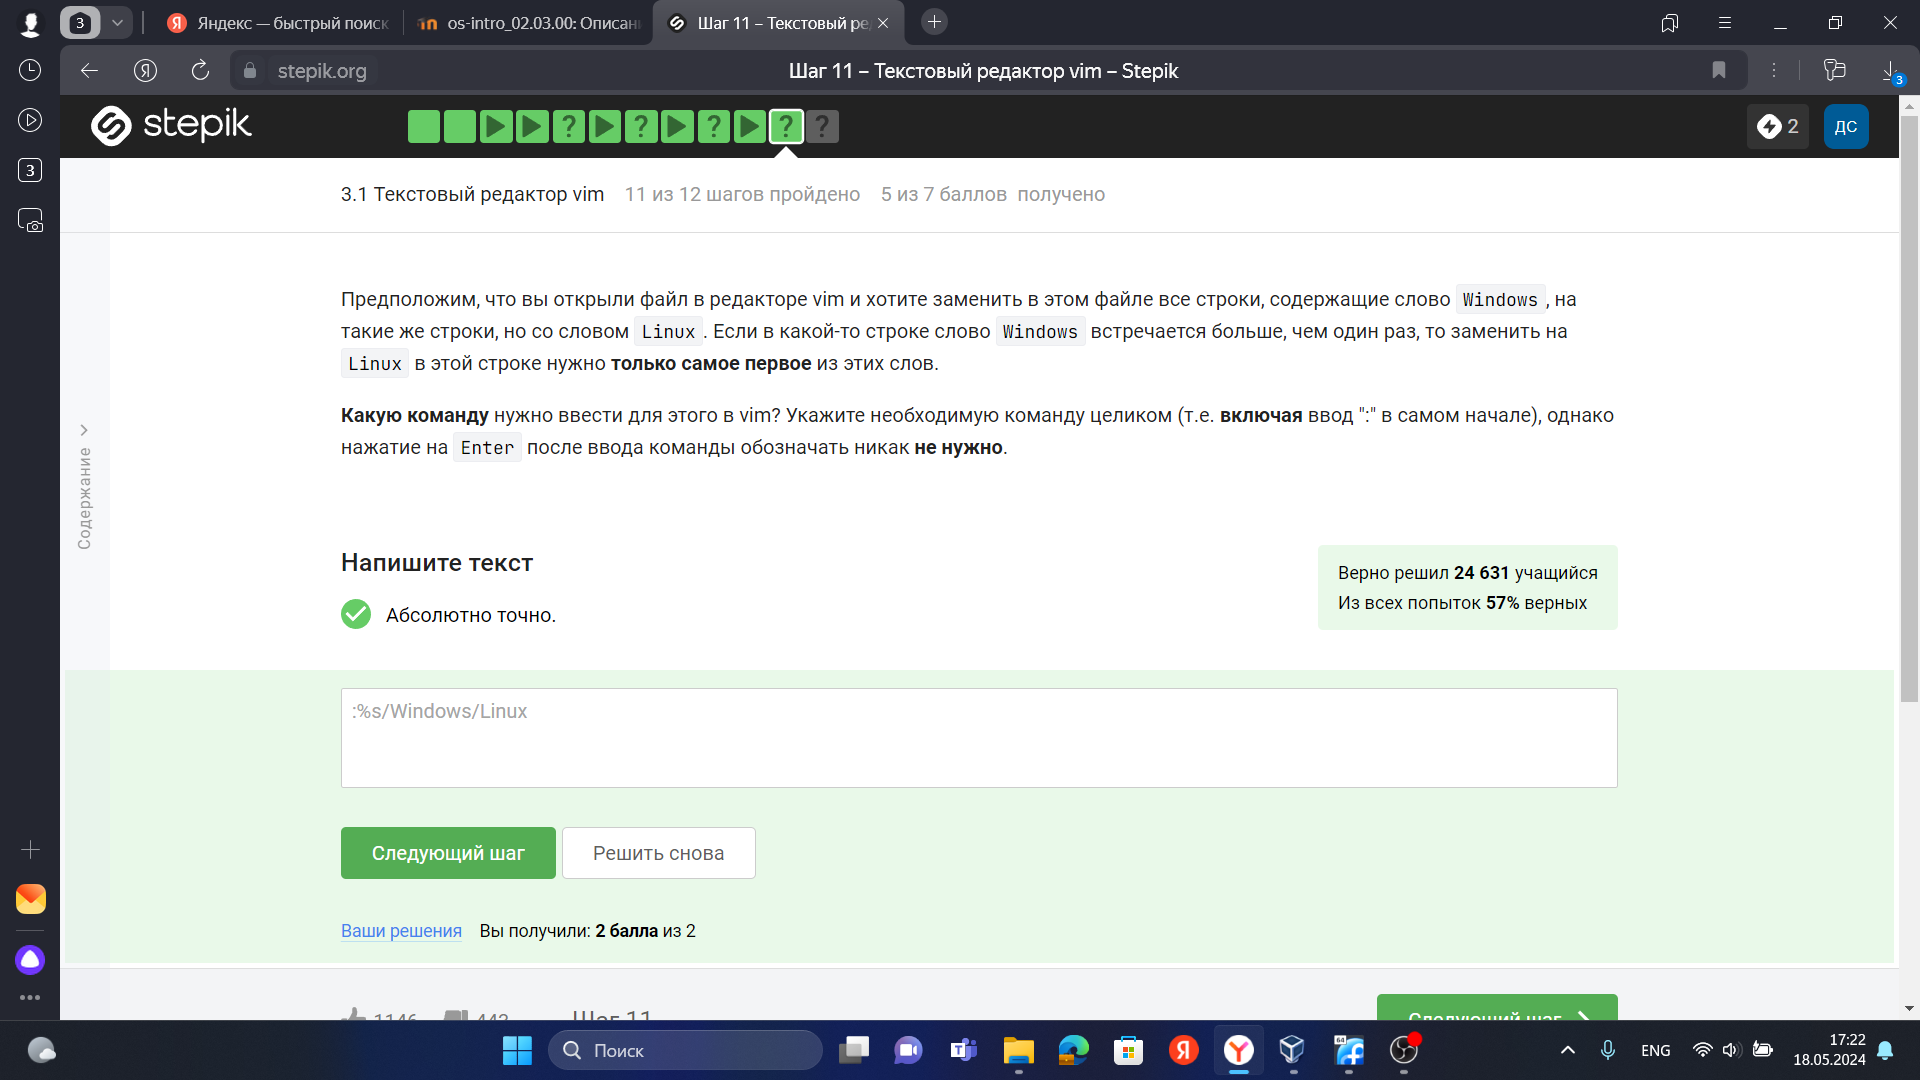 3
Яндекс — быстрый поиск
os-intro_02.03.00: Описани
Шаг 11 – Текстовый ре
stepik.org
Шаг 11 – Текстовый редактор vim – Stepik
3
3
stepik
? ? ? ? ?
2
ДС
3.1 Текстовый редактор vim 11 из 12 шагов пройдено 5 из 7 баллов получено
Содержание
Предположим, что вы открыли файл в редакторе vim и хотите заменить в этом файле все строки, содержащие слово Windows, на
такие же строки, но со словом Linux. Если в какой-то строке слово Windows встречается больше, чем один раз, то заменить на
Linux в этой строке нужно только самое первое из этих слов.
Какую команду нужно ввести для этого в vim? Укажите необходимую команду целиком (т.е. включая ввод ":" в самом начале), однако
нажатие на Enter после ввода команды обозначать никак не нужно.
Напишите текст
Абсолютно точно.
Верно решил 24 631 учащийся
Из всех попыток 57% верных
:%s/Windows/Linux
Следующий шаг
Решить снова
Ваши решения Вы получили: 2 балла из 2
1146 443 Шаг 11
Следующий шаг
Поиск
64
ENG
17:22
18.05.2024